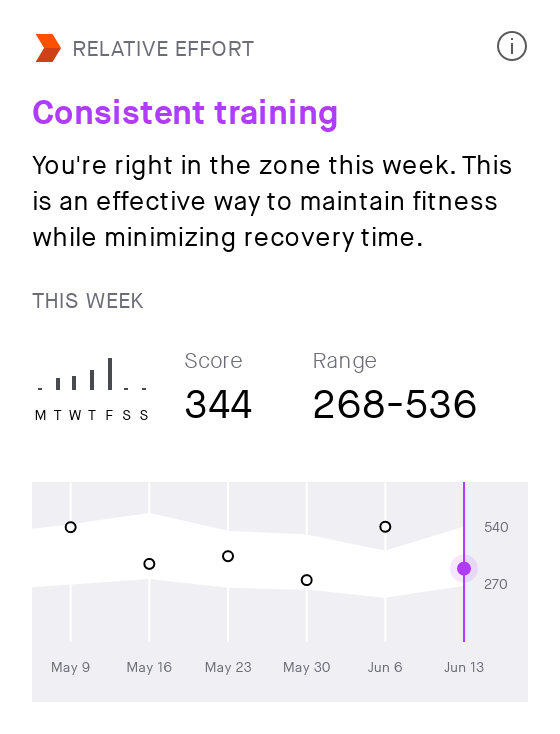 RELATIVE EFFORT
Consistent training
You're right in the zone this week. This
is an effective way to maintain fitness
while minimizing recovery time.
THIS WEEK
Score
Range
M T W T F S S
344
268-536
540
270
May 9
May 16
May 23
May 30
Jun 6
Jun 13